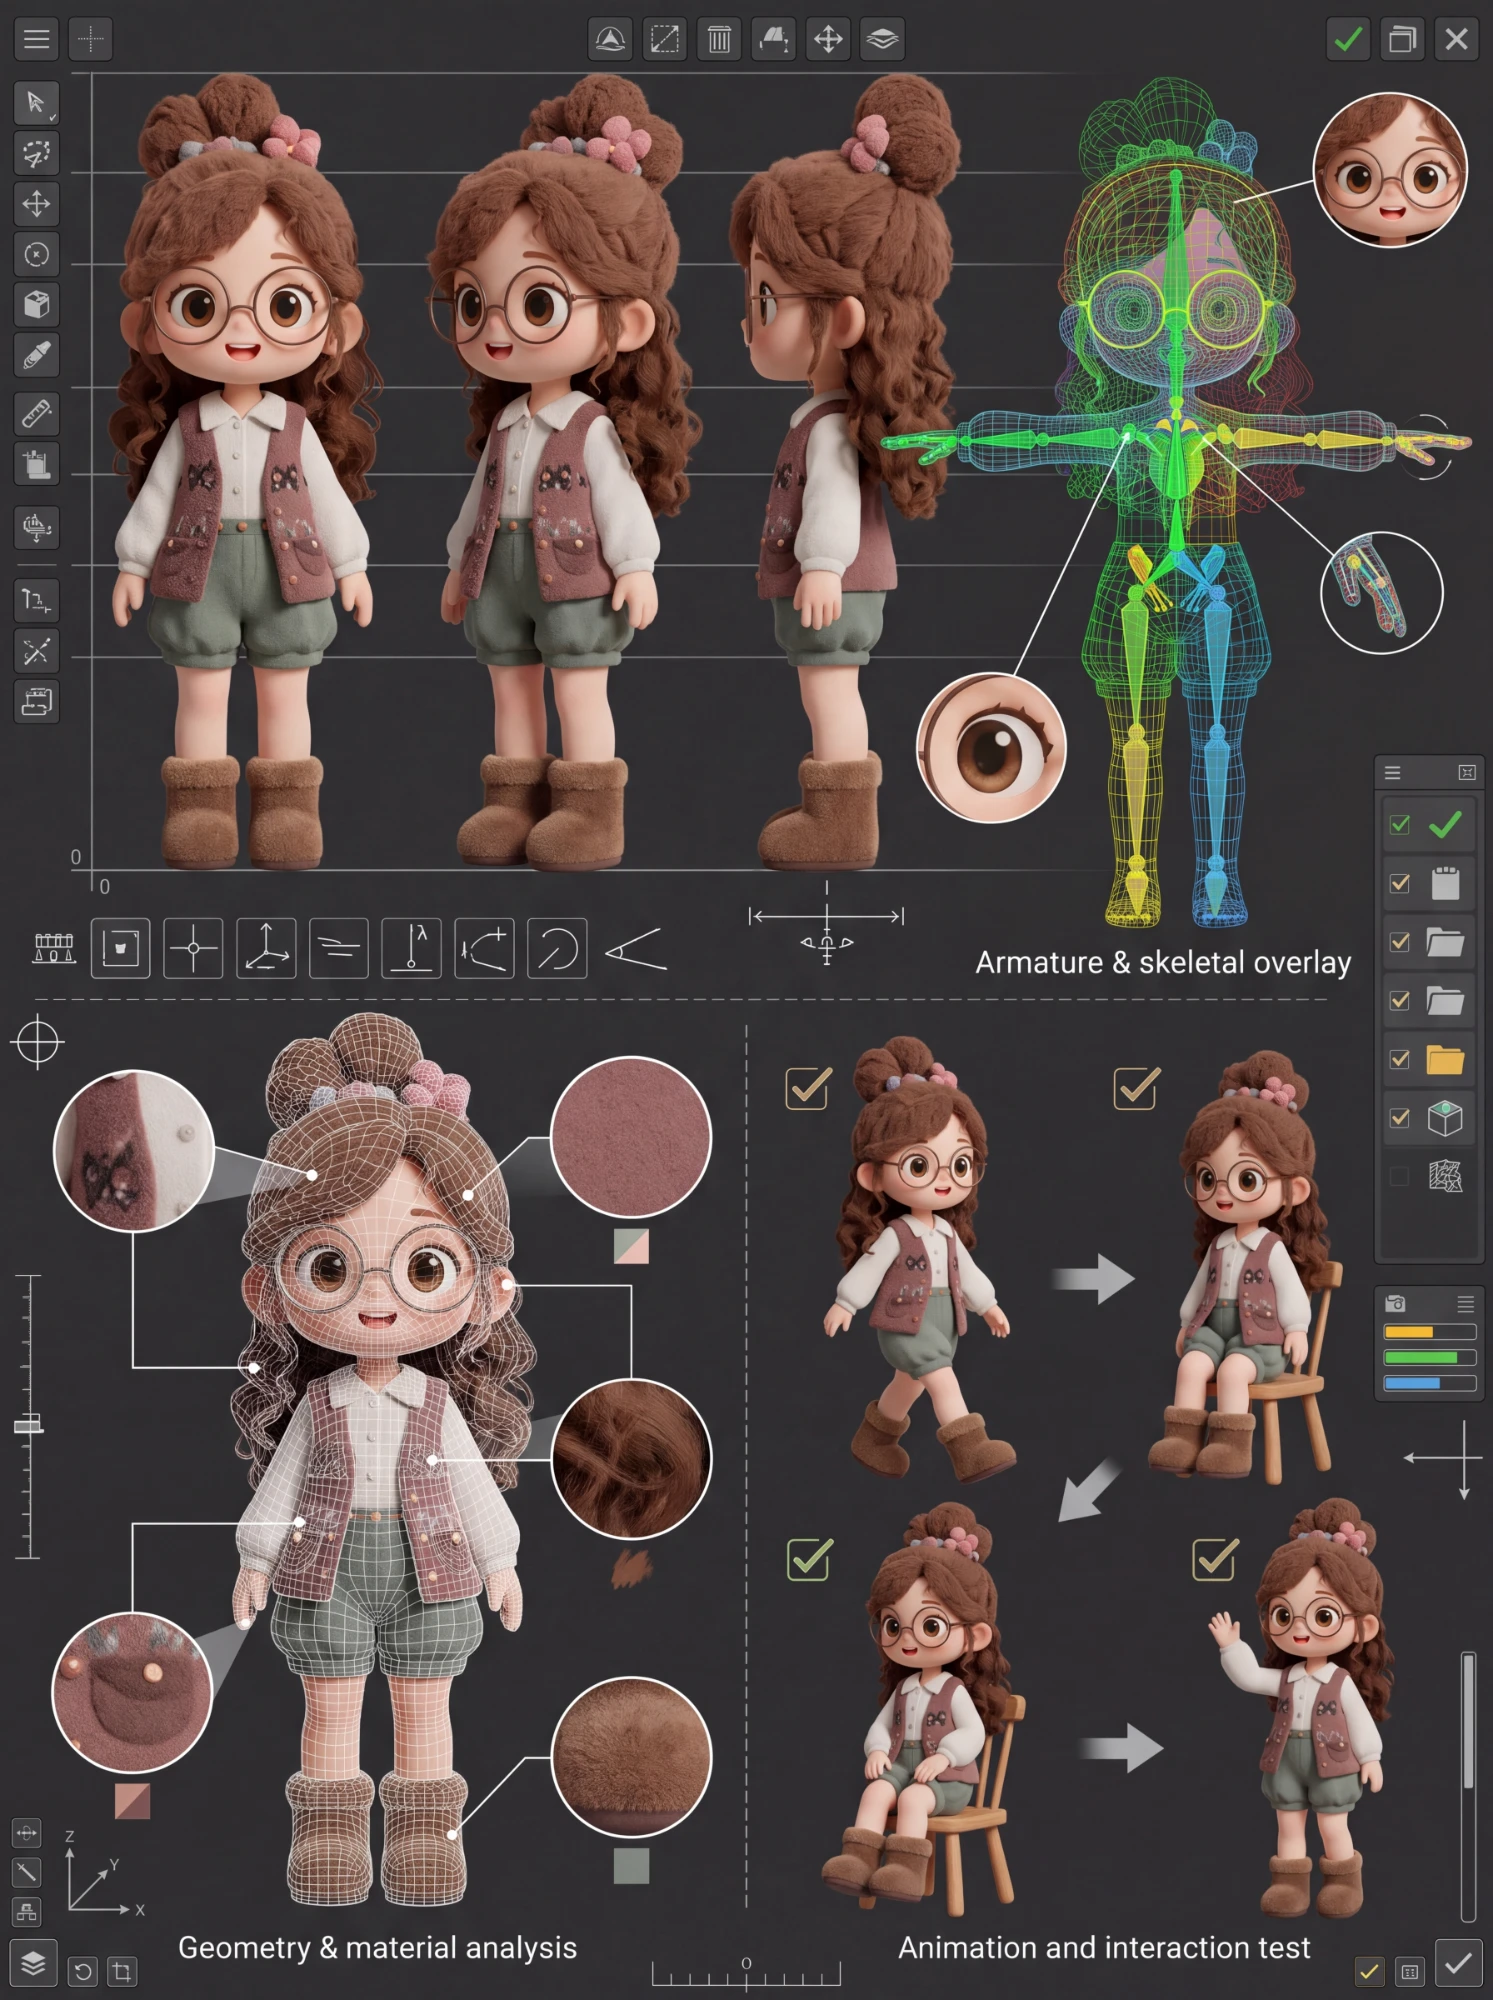 0
0
λ
Armature & skeletal overlay
Z
Y
X
Geometry & material analysis
Animation and interaction test
0